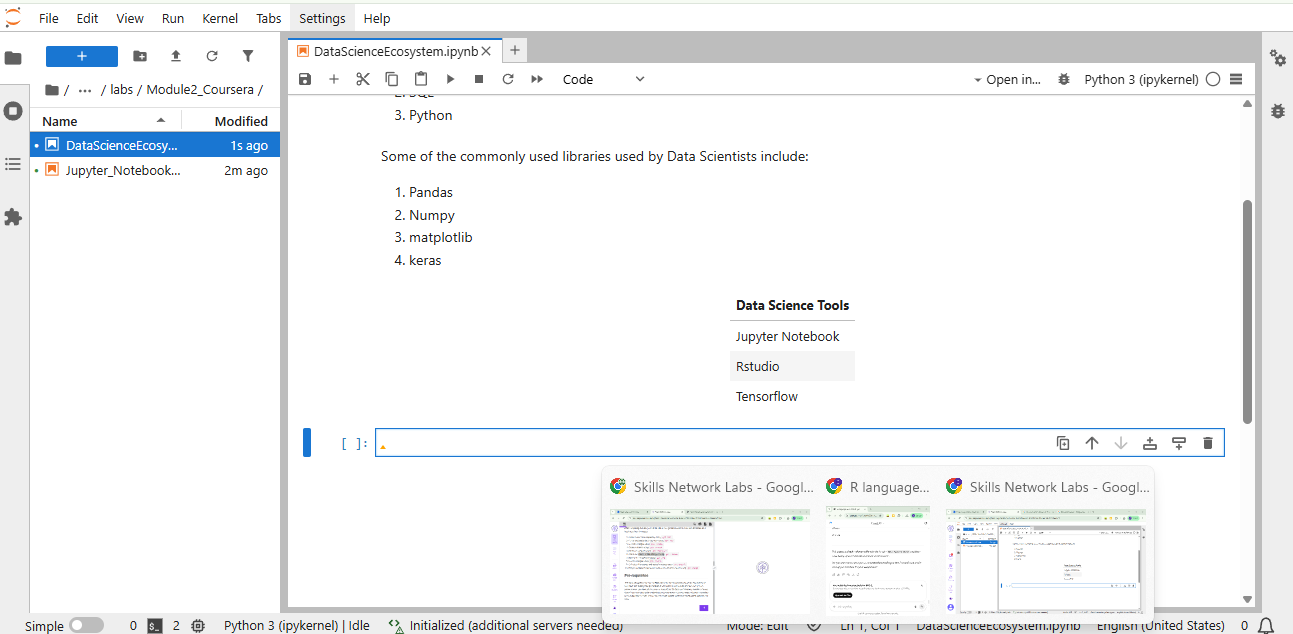 File Edit View Run Kernel Tabs Settings Help
DataScienceEcosystem.ipynb
Code
Open in...
Python 3 (ipykernel)
/ ... / labs / Module2_Coursera /
Name Modified
DataScienceEcosy... 1s ago
Jupyter_Notebook... 2m ago
3. Python
Some of the commonly used libraries used by Data Scientists include:
1. Pandas
2. Numpy
3. matplotlib
4. keras
Data Science Tools
Jupyter Notebook
Rstudio
Tensorflow
[ ]:
Skills Network Labs - Googl...
R language...
Skills Network Labs - Googl...
Prerequisites
Simple 0 2 Python 3 (ipykernel) | Idle Initialized (additional servers needed) Mode: Edit Ln 1, Col 1 DataScienceEcosystem.ipynb English (United States) 0